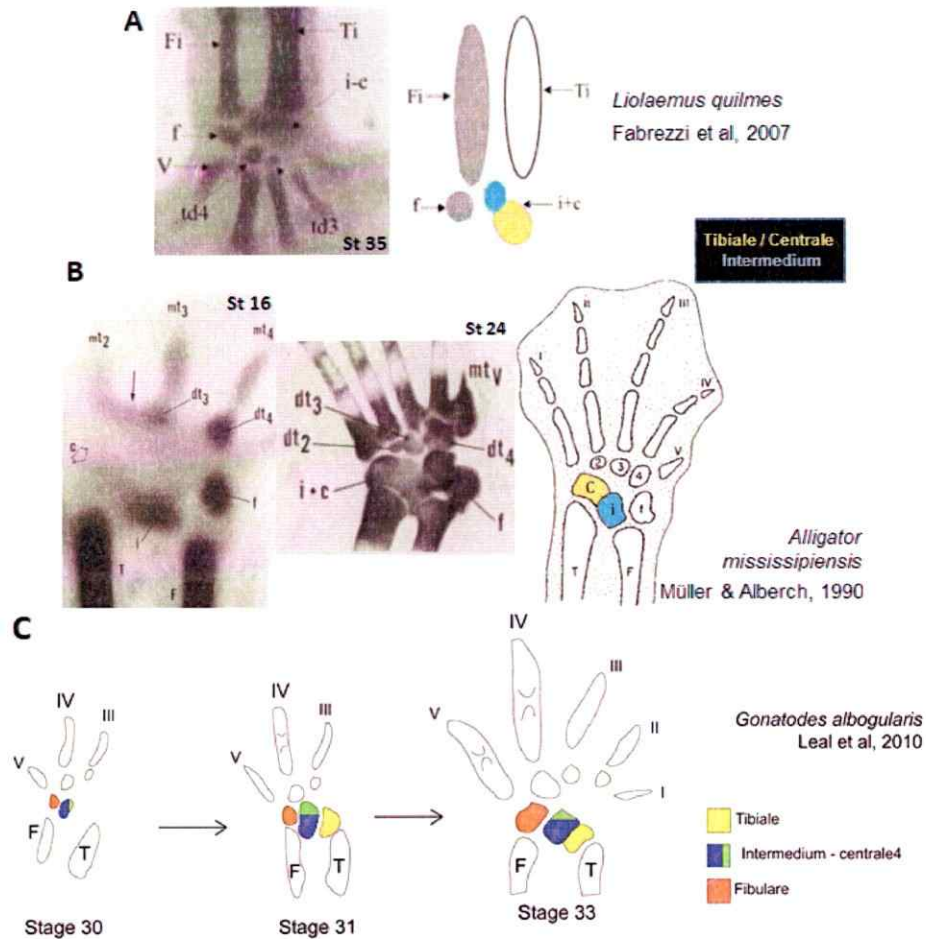 A
Fi
Ti
i-c
f
V
td4
td3
St 35
Fi
Ti
f
i+c
Liolaemus quilmes
Fabrezzi et al, 2007
Tibiale / Centrale
Intermedium
B
St 16
mt3
mt2
mt4
dt3
dt4
c
f
i
T
F
St 24
mtV
dt3
dt2
dt4
i+c
f
I
II
III
IV
V
2
3
4
C
i
f
T
F
Alligator
mississipiensis
Müller & Alberch, 1990
C
IV
III
V
F
T
Stage 30
IV
III
V
F
T
Stage 31
IV
III
V
II
I
F
T
Stage 33
Gonatodes albogularis
Leal et al, 2010
Tibiale
Intermedium - centrale4
Fibulare